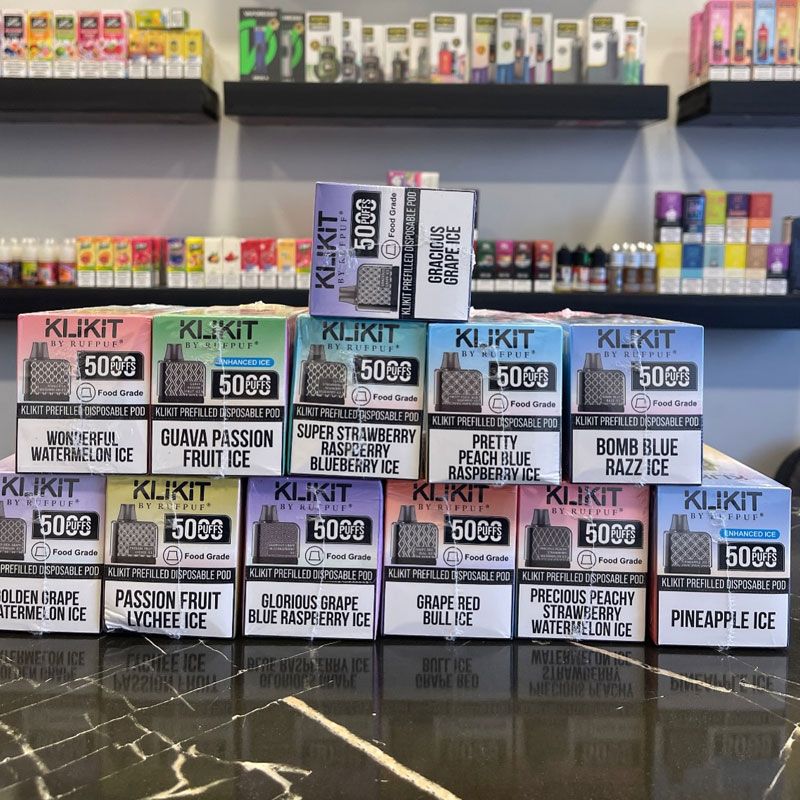 KLIKIT
BY RUFPUF®
5000 PUFFS
Food Grade
KLIKIT PREFILLED DISPOSABLE POD
GRACIOUS
GRAPE ICE
KLIKIT
BY RUFPUF®
5000 PUFFS
Food Grade
KLIKIT PREFILLED DISPOSABLE POD
WONDERFUL
WATERMELON ICE
KLIKIT
BY RUFPUF®
ENHANCED ICE
5000 PUFFS
KLIKIT PREFILLED DISPOSABLE POD
GUAVA PASSION
FRUIT ICE
KLIKIT
BY RUFPUF®
5000 PUFFS
Food Grade
KLIKIT PREFILLED DISPOSABLE POD
SUPER STRAWBERRY
RASPBERRY
BLUEBERRY ICE
KLIKIT
BY RUFPUF®
5000 PUFFS
Food Grade
KLIKIT PREFILLED DISPOSABLE POD
PRETTY
PEACH BLUE
RASPBERRY ICE
KLIKIT
BY RUFPUF®
5000 PUFFS
Food Grade
KLIKIT PREFILLED DISPOSABLE POD
BOMB BLUE
RAZZ ICE
KLIKIT
BY RUFPUF®
5000 PUFFS
Food Grade
KLIKIT PREFILLED DISPOSABLE POD
OLDEN GRAPE
ATERMELON ICE
KLIKIT
BY RUFPUF®
5000 PUFFS
Food Grade
KLIKIT PREFILLED DISPOSABLE POD
PASSION FRUIT
LYCHEE ICE
KLIKIT
BY RUFPUF®
5000 PUFFS
Food Grade
KLIKIT PREFILLED DISPOSABLE POD
GLORIOUS GRAPE
BLUE RASPBERRY ICE
KLIKIT
BY RUFPUF®
5000 PUFFS
Food Grade
KLIKIT PREFILLED DISPOSABLE POD
GRAPE RED
BULL ICE
KLIKIT
BY RUFPUF®
5000 PUFFS
Food Grade
KLIKIT PREFILLED DISPOSABLE POD
PRECIOUS PEACHY
STRAWBERRY
WATERMELON ICE
KLIKIT
BY RUFPUF®
ENHANCED ICE
5000 PUFFS
KLIKIT PREFILLED DISPOSABLE POD
PINEAPPLE ICE